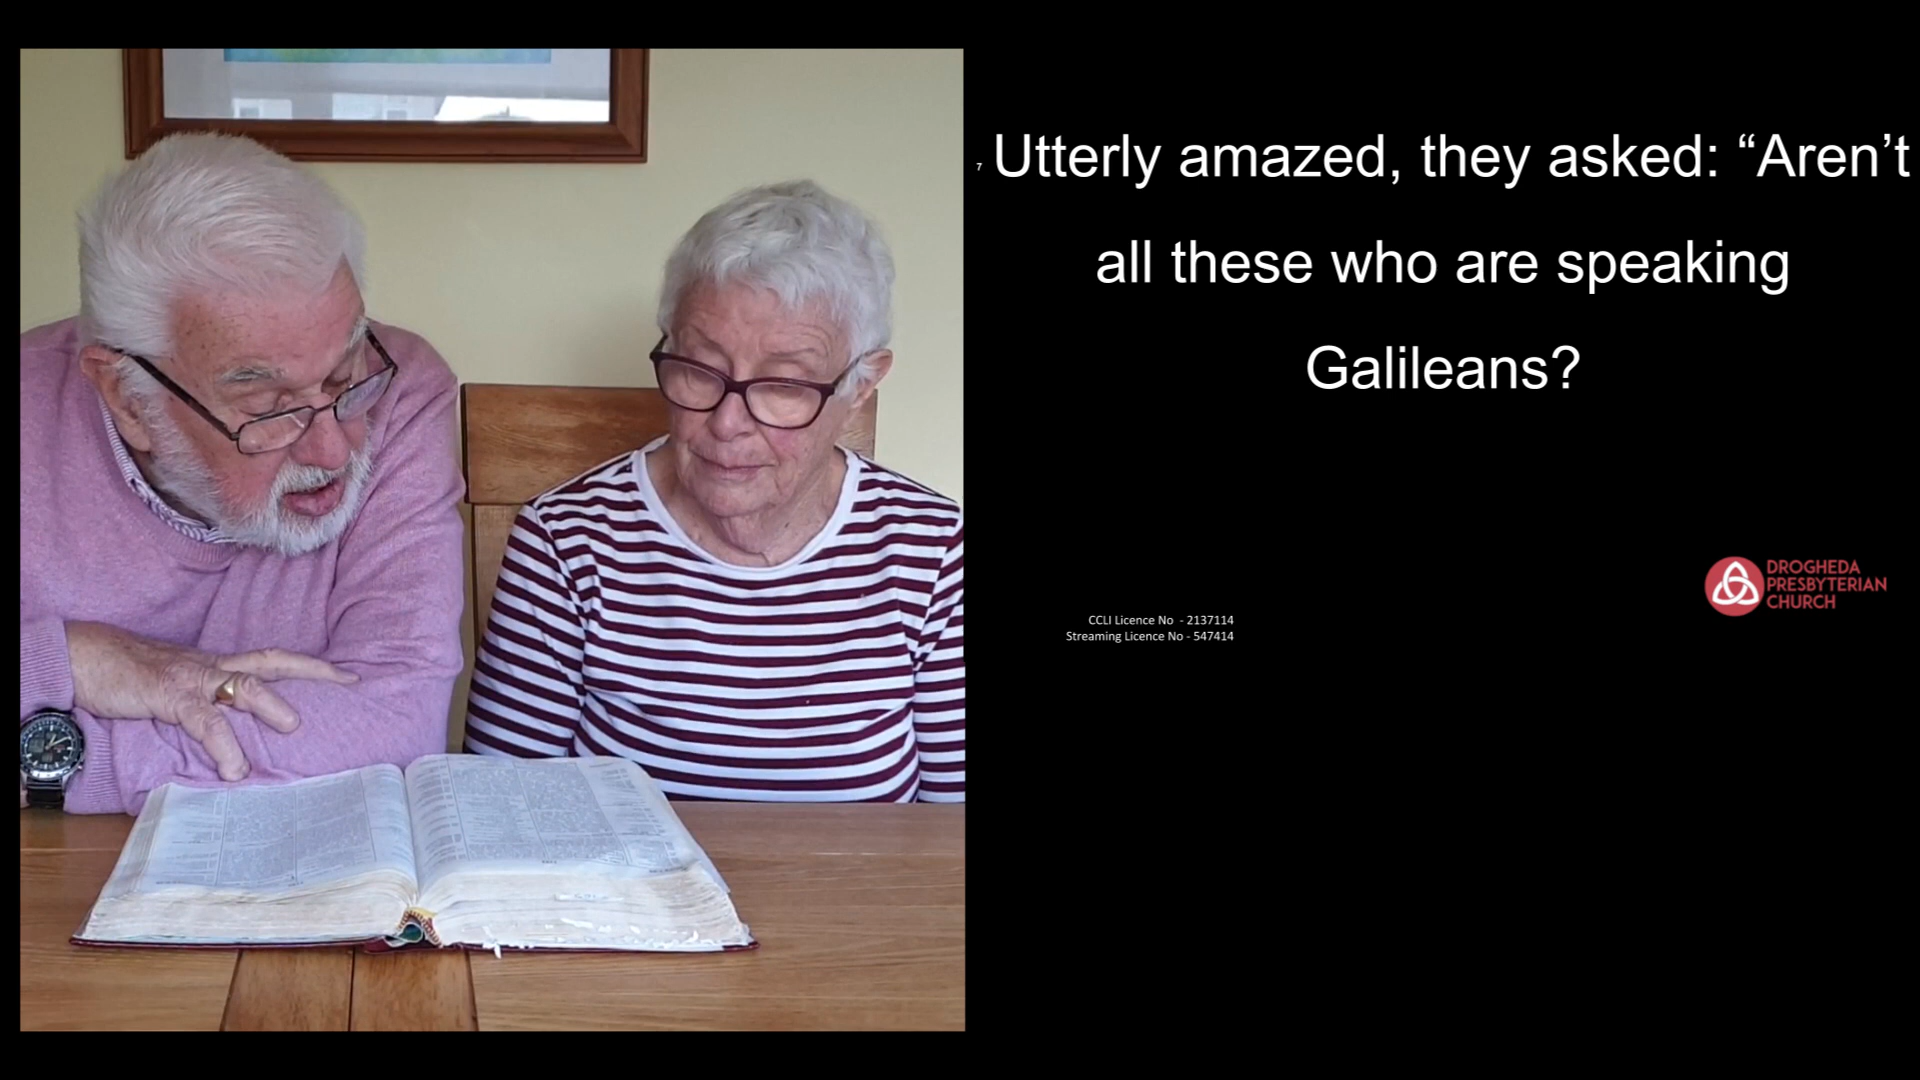 7 Utterly amazed, they asked: “Aren’t
all these who are speaking
Galileans?
DROGHEDA
PRESBYTERIAN
CHURCH
CCLI Licence No - 2137114
Streaming Licence No - 547414